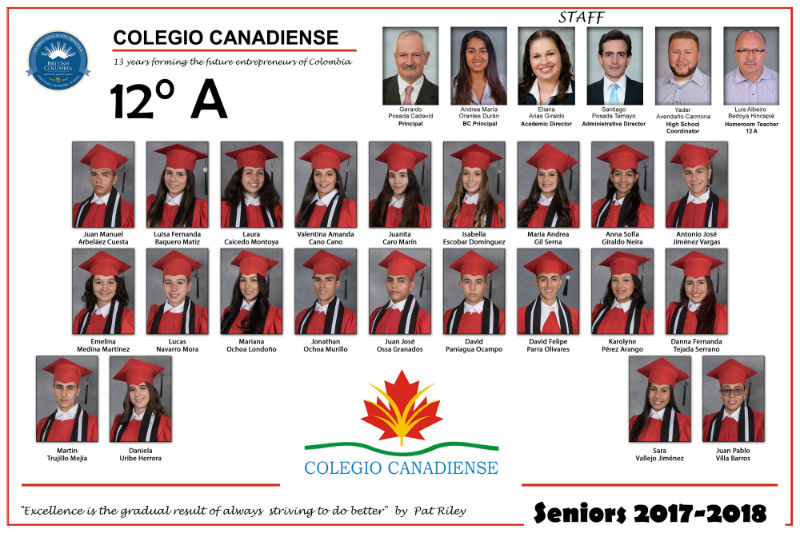 COLEGIO CANADIENSE
13 years forming the future entrepreneurs of Colombia
12º A
BRITISH
COLUMBIA
STAFF
Gerardo
Posada Cadavid
Principal
Andrea María
Orantes Durán
BC Principal
Eliana
Arias Giraldo
Academic Director
Santiago
Posada Tamayo
Administrative Director
Yader
Avendaño Carmona
High School
Coordinator
Luis Albeiro
Bedoya Hincapié
Homeroom Teacher
12 A
Juan Manuel
Arbeláez Cuesta
Luisa Fernanda
Baquero Matiz
Laura
Caicedo Montoya
Valentina Amanda
Cano Cano
Juanita
Caro Marín
Isabella
Escobar Domínguez
María Andrea
Gil Serna
Anna Sofía
Giraldo Neira
Antonio José
Jiménez Vargas
Emelina
Medina Martínez
Lucas
Navarro Mora
Mariana
Ochoa Londoño
Jonathan
Ochoa Murillo
Juan José
Ossa Granados
David
Paniagua Ocampo
David Felipe
Parra Olivares
Karolyne
Pérez Arango
Danna Fernanda
Tejada Serrano
Martín
Trujillo Mejía
Daniela
Uribe Herrera
Sara
Vallejo Jiménez
Juan Pablo
Villa Barros
COLEGIO CANADIENSE
"Excellence is the gradual result of always striving to do better" by Pat Riley
Seniors 2017-2018